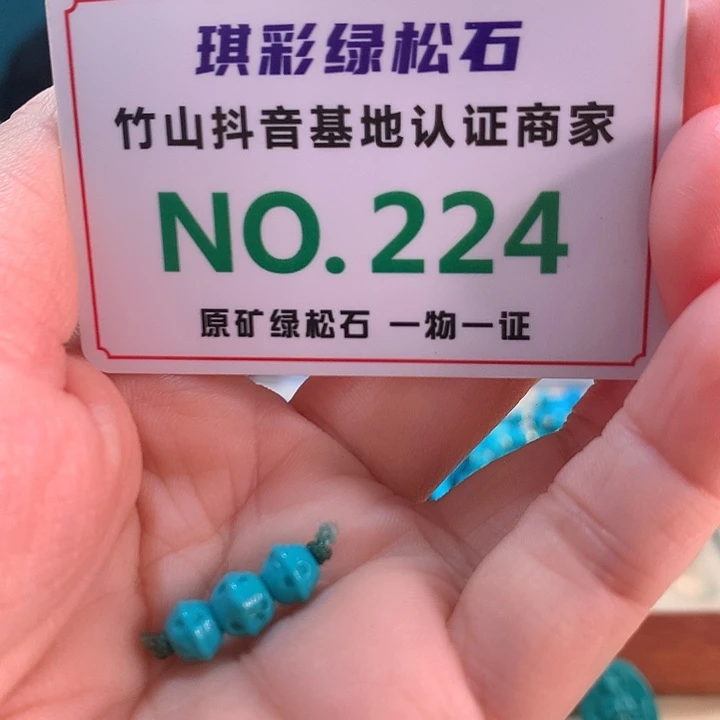 琪彩绿松石
竹山抖音基地认证商家
NO.224
原矿绿松石 一物一证